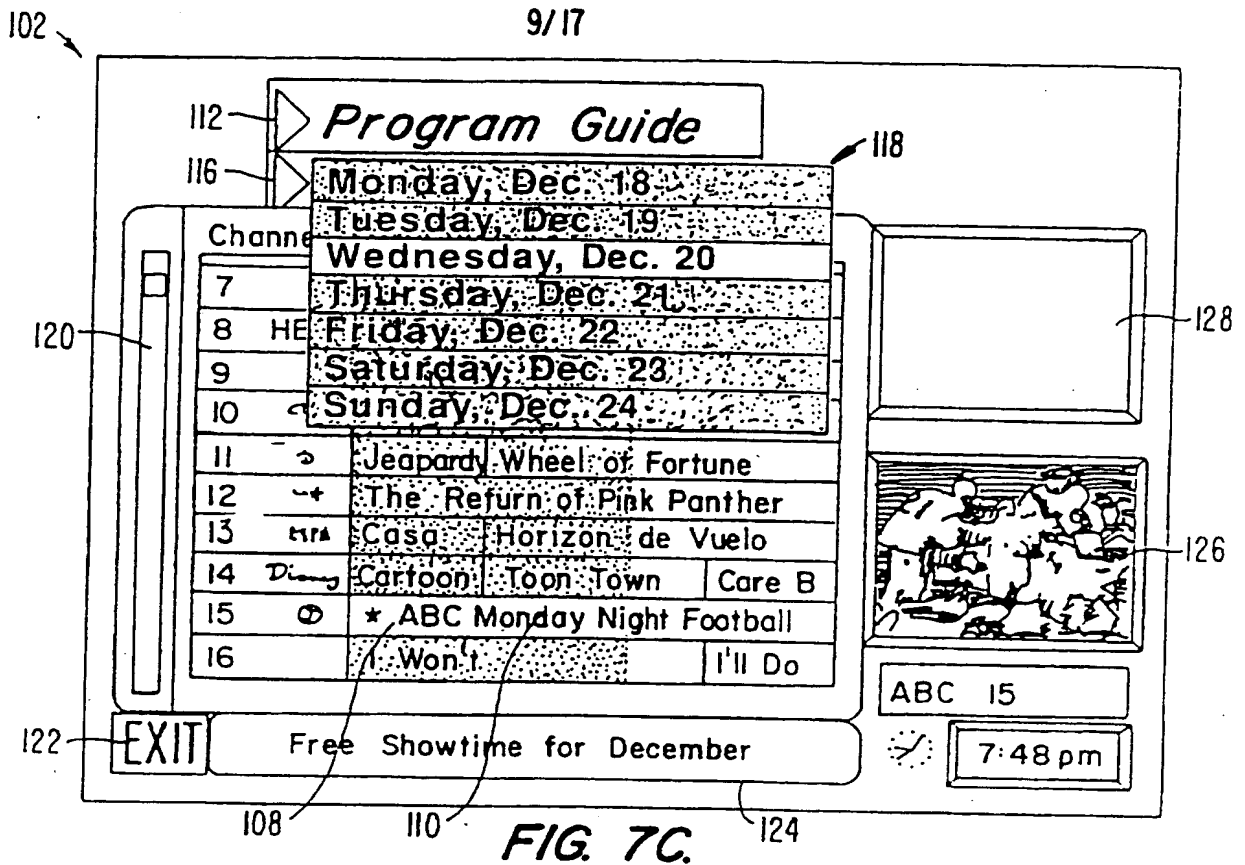 9/17
102
112
Program Guide
116
118
Monday, Dec. 18
Tuesday, Dec. 19
Channe
Wednesday, Dec. 20
7
Thursday, Dec. 21
8 HE Friday, Dec. 22
120
128
9
Saturday, Dec. 23
10
Sunday, Dec. 24
11 Jeapardy Wheel of Fortune
12 The Return of Pink Panther
13 Casa Horizon de Vuelo
126
14 Disney Cartoon Toon Town Care B
15 ★ ABC Monday Night Football
16 I Won't I'll Do
ABC 15
122
EXIT
Free Showtime for December
7:48 pm
108
110
124
FIG. 7C.